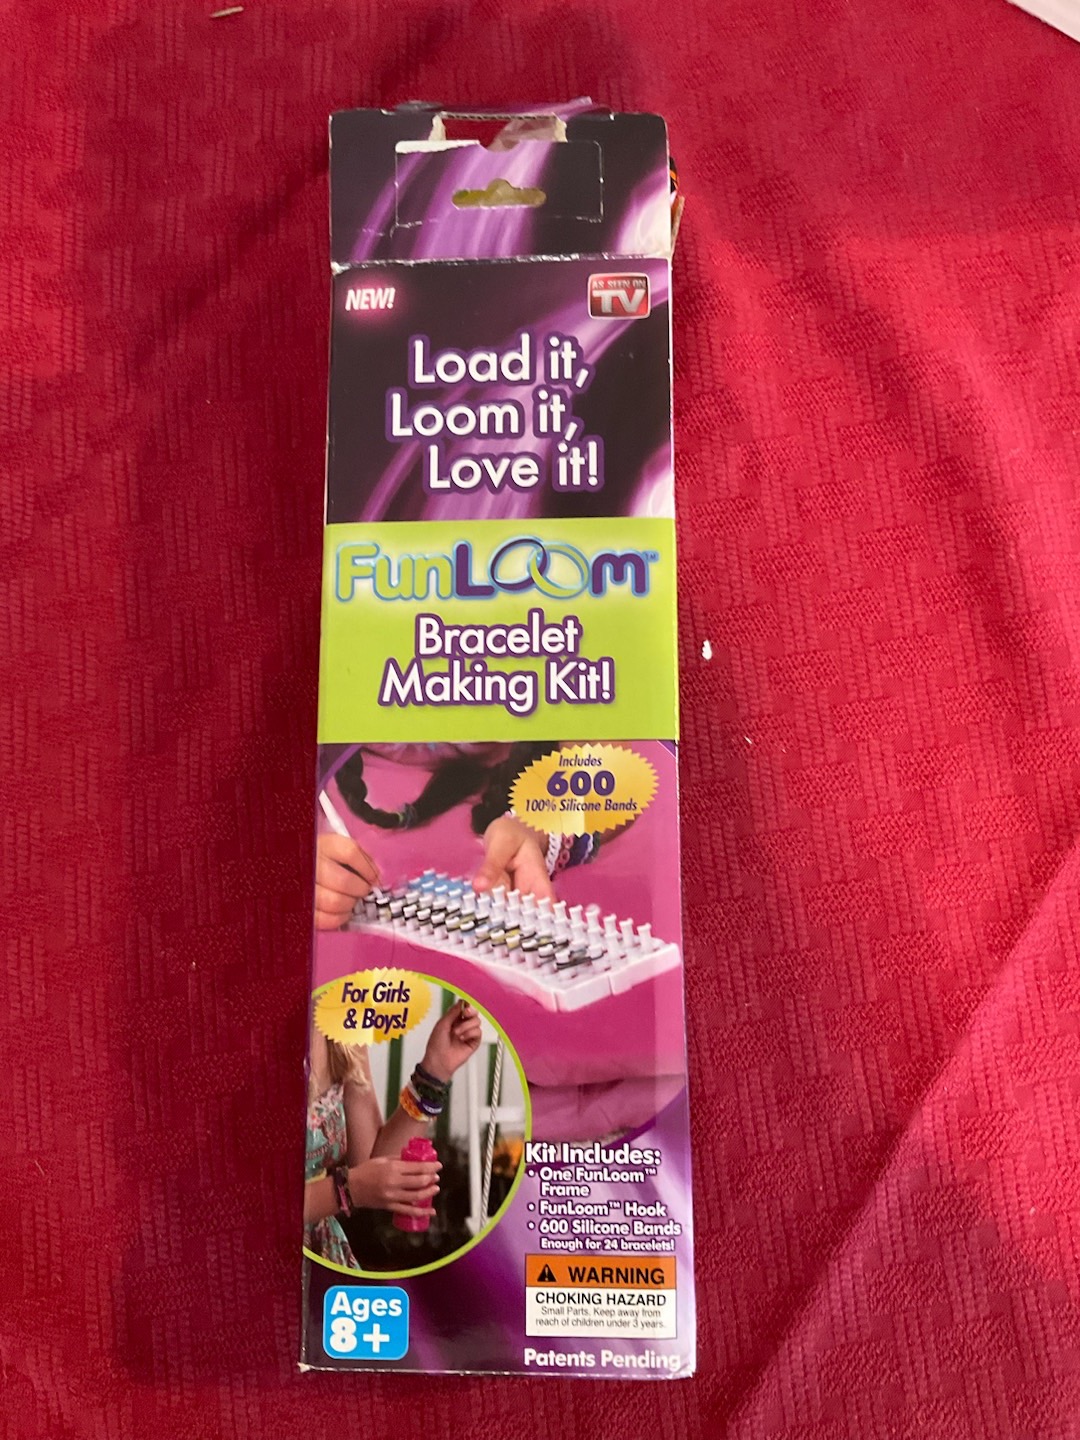 NEW!
AS SEEN ON
TV
Load it,
Loom it,
Love it!
FunLoom™
Bracelet
Making Kit!
Includes
600
100% Silicone Bands
For Girls
& Boys!
Kit Includes:
• One FunLoom™
Frame
• FunLoom™ Hook
• 600 Silicone Bands
Enough for 24 bracelets!
WARNING
CHOKING HAZARD
Small Parts. Keep away from
reach of children under 3 years.
Ages
8+
Patents Pending